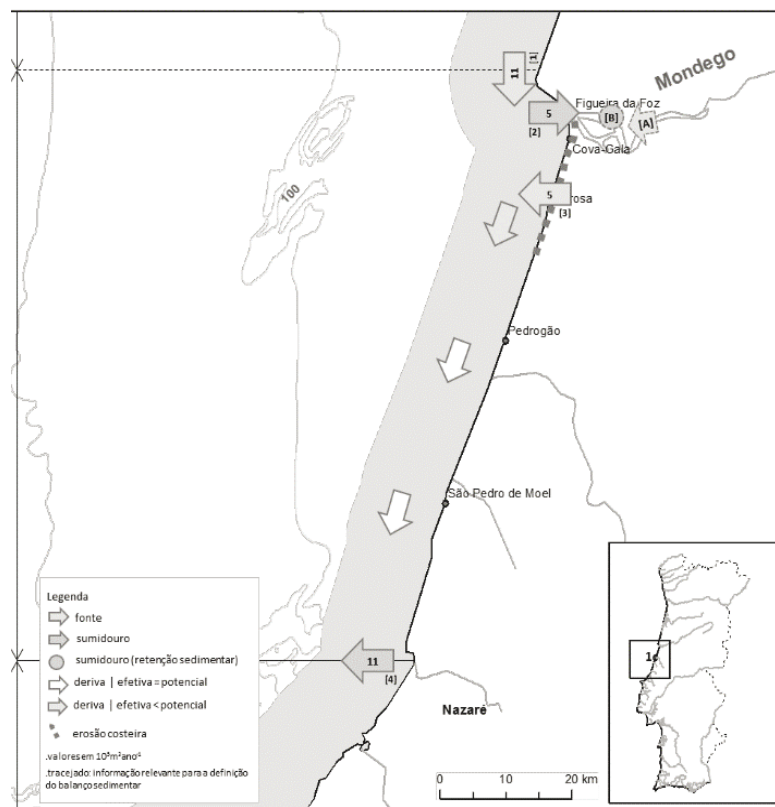 [1]
11
Mondego
Figueira da Foz
5
[B]
[A]
[2]
Cova-Gala
100
5
rosa
[3]
Pedrogão
São Pedro de Moel
Legenda
fonte
sumidouro
sumidouro (retenção sedimentar)
deriva | efetiva = potencial
deriva | efetiva < potencial
erosão costeira
.valores em 10⁵m³ano⁻¹
.tracejado: informação relevante para a definição
do balanço sedimentar
11
[4]
Nazaré
0 10 20 km
1